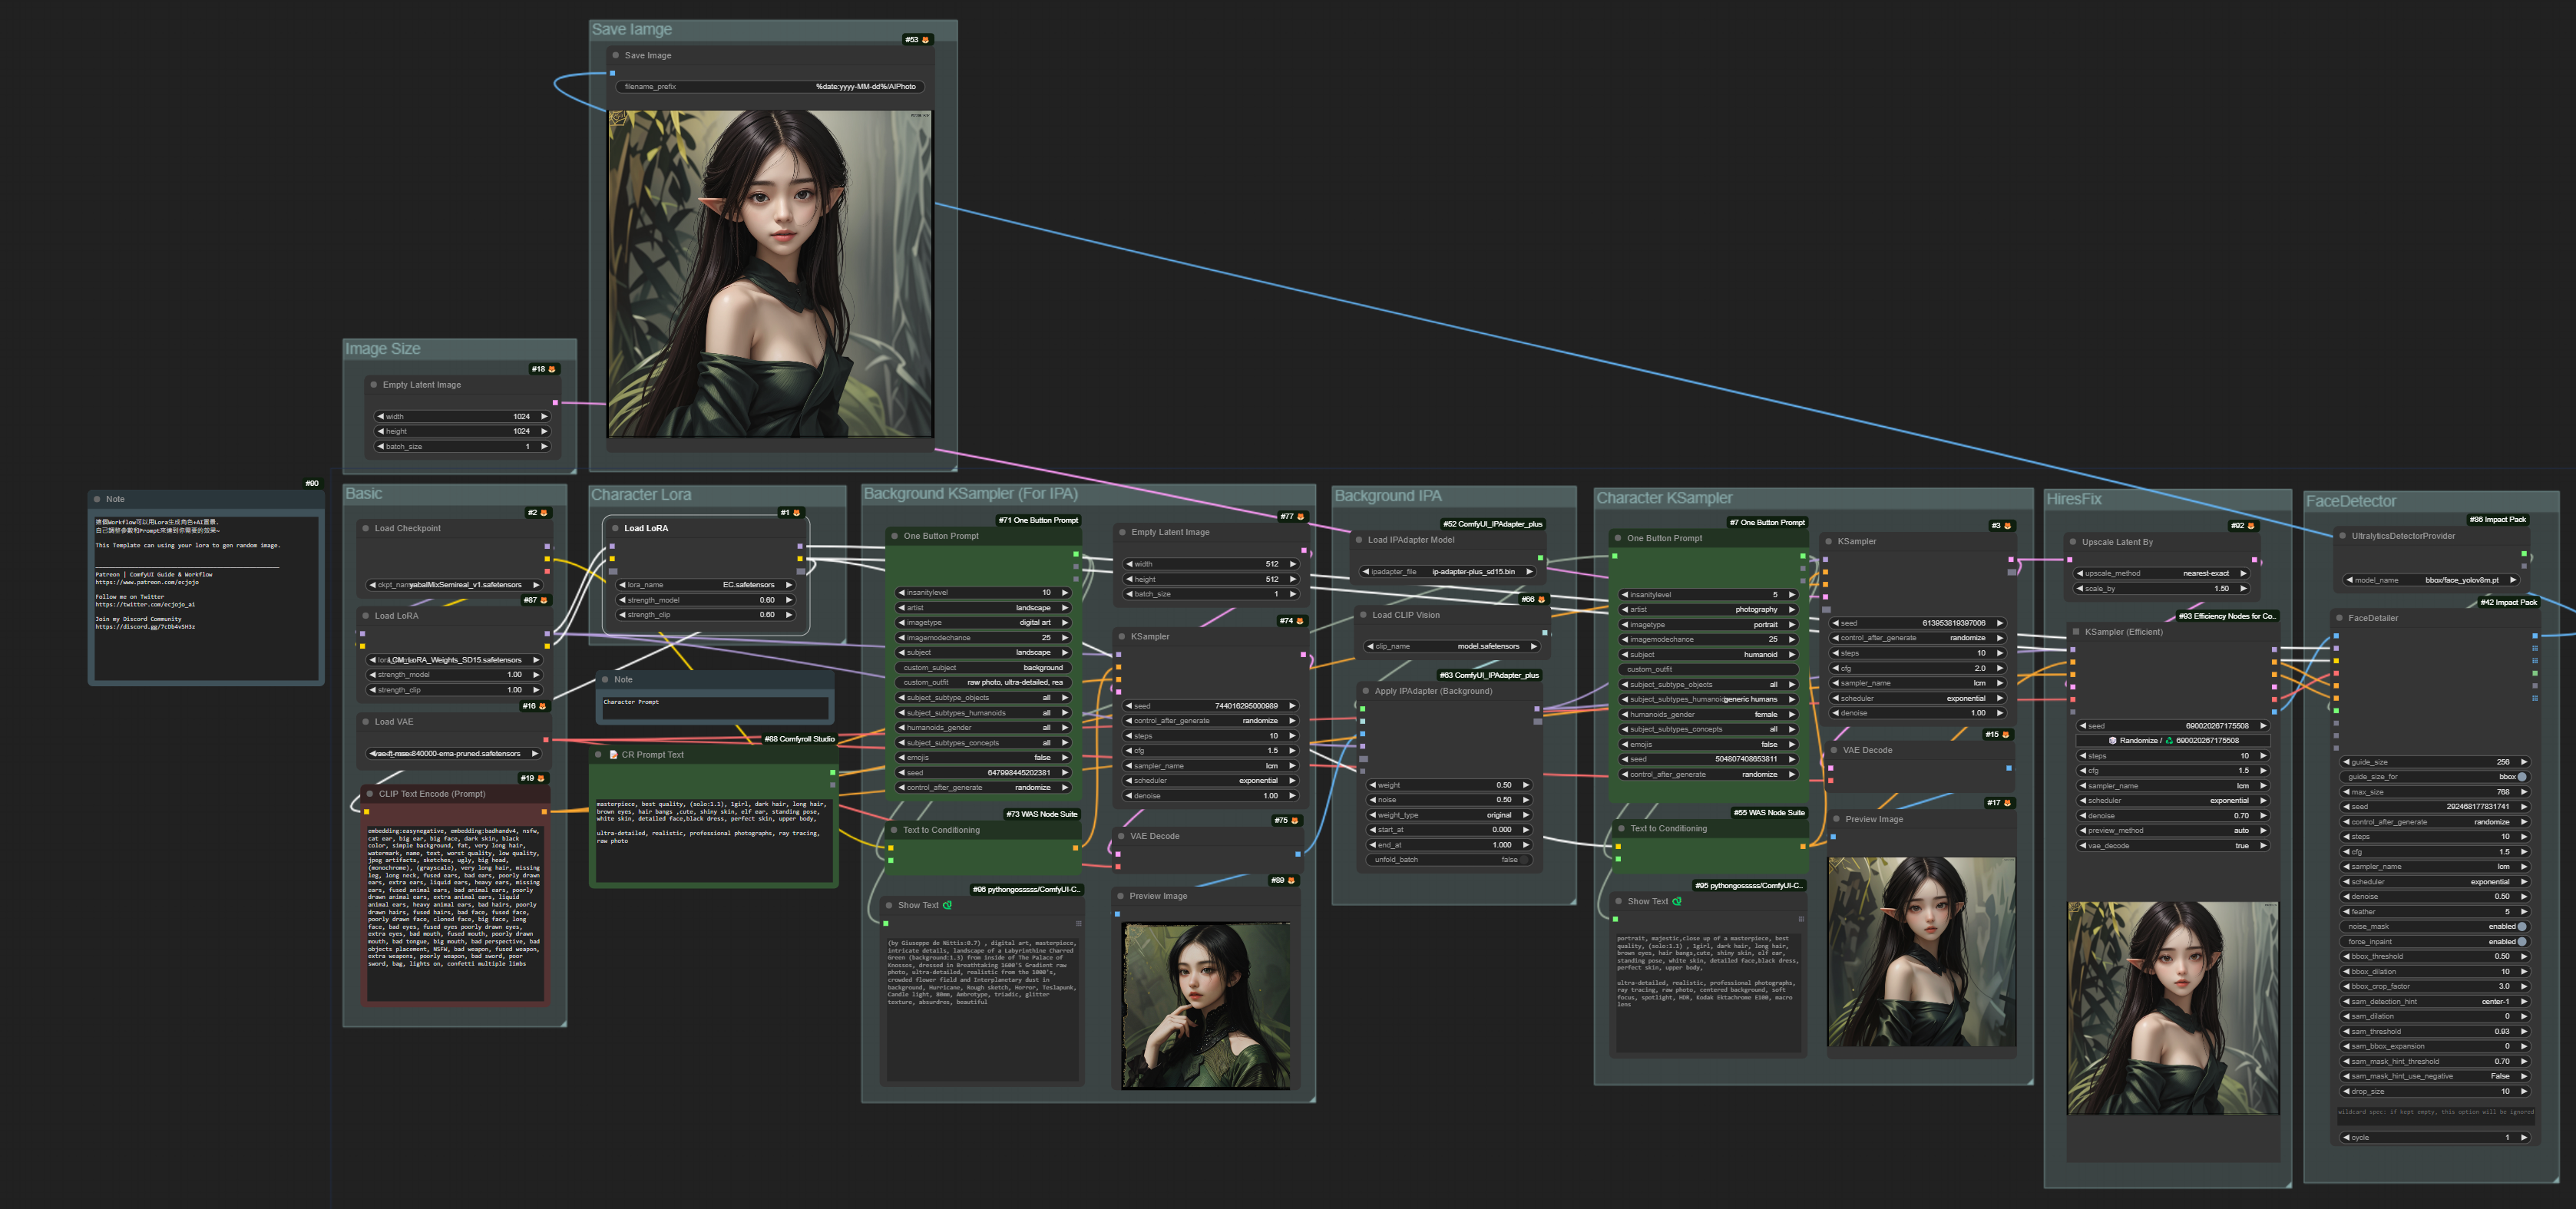 Save Iamge
#53
Save Image
filename_prefix %date:yyyy-MM-dd%/AIPhoto
Image Size
#18
Empty Latent Image
width 1024
height 1024
batch_size 1
#90
Note
This Template can using your lora to gen random image.
Patreon | ComfyUI Guide & Workflow
https://www.patreon.com/ecjojo
Follow me on Twitter
https://twitter.com/ecjojo_ai
Join my Discord Community
Basic
#2
Load Checkpoint
#87
Load LoRA
strength_model 1.00
strength_clip 1.00
#16
Load VAE
#19
CLIP Text Encode (Prompt)
embedding:easynegative, embedding:badhandv4, nsfw,
cat ear, big ear, big face, dark skin, black
color, simple background, fat, very long hair,
watermark, name, text, worst quality, low quality,
jpeg artifacts, sketches, ugly, big head,
(monochrome), (grayscale), very long hair, missing
leg, long neck, fused ears, bad ears, poorly drawn
ears, extra ears, liquid ears, heavy ears, missing
ears, fused animal ears, bad animal ears, poorly
drawn animal ears, extra animal ears, liquid
animal ears, heavy animal ears, bad hairs, poorly
drawn hairs, fused hairs, bad face, fused face,
poorly drawn face, cloned face, big face, long
face, bad eyes, fused eyes poorly drawn eyes,
extra eyes, bad mouth, fused mouth, poorly drawn
mouth, bad tongue, big mouth, bad perspective, bad
objects placement, NSFW, bad weapon, fused weapon,
extra weapons, poorly weapon, bad sword, poor
sword, bag, lights on, confetti multiple limbs
Character Lora
#1
Load LoRA
lora_name EC.safetensors
strength_model 0.60
strength_clip 0.60
Note
Character Prompt
#88 Comfyroll Studio
CR Prompt Text
masterpiece, best quality, (solo:1.1), 1girl, dark hair, long hair,
brown eyes, hair bangs ,cute, shiny skin, elf ear, standing pose,
white skin, detailed face,black dress, perfect skin, upper body,
ultra-detailed, realistic, professional photographs, ray tracing,
raw photo
Background KSampler (For IPA)
#71 One Button Prompt
One Button Prompt
insanitylevel 10
artist landscape
imagetype digital art
imagemodechance 25
subject landscape
custom_subject background
custom_outfit raw photo, ultra-detailed, rea
subject_subtype_objects all
subject_subtypes_humanoids all
humanoids_gender all
subject_subtypes_concepts all
emojis false
seed 647998445202381
control_after_generate randomize
#73 WAS Node Suite
Text to Conditioning
#96 pythongosssss/ComfyUI-C..
Show Text
(by Giuseppe de Nittis:0.7) , digital art, masterpiece,
intricate details, landscape of a Labyrinthine Charred
Green (background:1.3) from inside of The Palace of
Knossos, dressed in Breathtaking 1600'S Gradient raw
photo, ultra-detailed, realistic from the 1800's,
crowded flower field and Interplanetary dust in
background, Hurricane, Rough sketch, Horror, Teslapunk,
Candle light, 80mm, Ambrotype, triadic, glitter
texture, absurdres, beautiful
#77
Empty Latent Image
width 512
height 512
batch_size 1
#74
KSampler
seed 744016295000989
control_after_generate randomize
steps 10
cfg 1.5
sampler_name lcm
scheduler exponential
denoise 1.00
#75
VAE Decode
#89
Preview Image
Background IPA
#52 ComfyUI_IPAdapter_plus
Load IPAdapter Model
ipadapter_file ip-adapter-plus_sd15.bin
#66
Load CLIP Vision
clip_name model.safetensors
#63 ComfyUI_IPAdapter_plus
Apply IPAdapter (Background)
weight 0.50
noise 0.50
weight_type original
start_at 0.000
end_at 1.000
unfold_batch false
Character KSampler
#7 One Button Prompt
One Button Prompt
insanitylevel 5
artist photography
imagetype portrait
imagemodechance 25
subject humanoid
custom_outfit
subject_subtype_objects all
generic humans
humanoids_gender female
subject_subtypes_concepts all
emojis false
seed 504807408653811
control_after_generate randomize
#55 WAS Node Suite
Text to Conditioning
#95 pythongosssss/ComfyUI-C..
Show Text
portrait, majestic,close up of a masterpiece, best
quality, (solo:1.1) , 1girl, dark hair, long hair,
brown eyes, hair bangs,cute, shiny skin, elf ear,
standing pose, white skin, detailed face,black dress,
perfect skin, upper body,
ultra-detailed, realistic, professional photographs,
ray tracing, raw photo, centered background, soft
focus, spotlight, HDR, Kodak Ektachrome E100, macro
lens
#3
KSampler
seed 613953819397006
control_after_generate randomize
steps 10
cfg 2.0
sampler_name lcm
scheduler exponential
denoise 1.00
#15
VAE Decode
#17
Preview Image
HiresFix
#92
Upscale Latent By
upscale_method nearest-exact
scale_by 1.50
#93 Efficiency Nodes for Co..
KSampler (Efficient)
seed 690020267175508
Randomize / 690020267175508
steps 10
cfg 1.5
sampler_name lcm
scheduler exponential
denoise 0.70
preview_method auto
vae_decode true
FaceDetector
#86 Impact Pack
UltralyticsDetectorProvider
model_name bbox/face_yolov8m.pt
#42 Impact Pack
FaceDetailer
guide_size 256
guide_size_for bbox
max_size 768
seed 292468177831741
control_after_generate randomize
steps 10
cfg 1.5
sampler_name lcm
scheduler exponential
denoise 0.50
feather 5
noise_mask enabled
force_inpaint enabled
bbox_threshold 0.50
bbox_dilation 10
bbox_crop_factor 3.0
sam_detection_hint center-1
sam_dilation 0
sam_threshold 0.93
sam_bbox_expansion 0
sam_mask_hint_threshold 0.70
sam_mask_hint_use_negative False
drop_size 10
wildcard spec: if kept empty, this option will be ignored
cycle 1